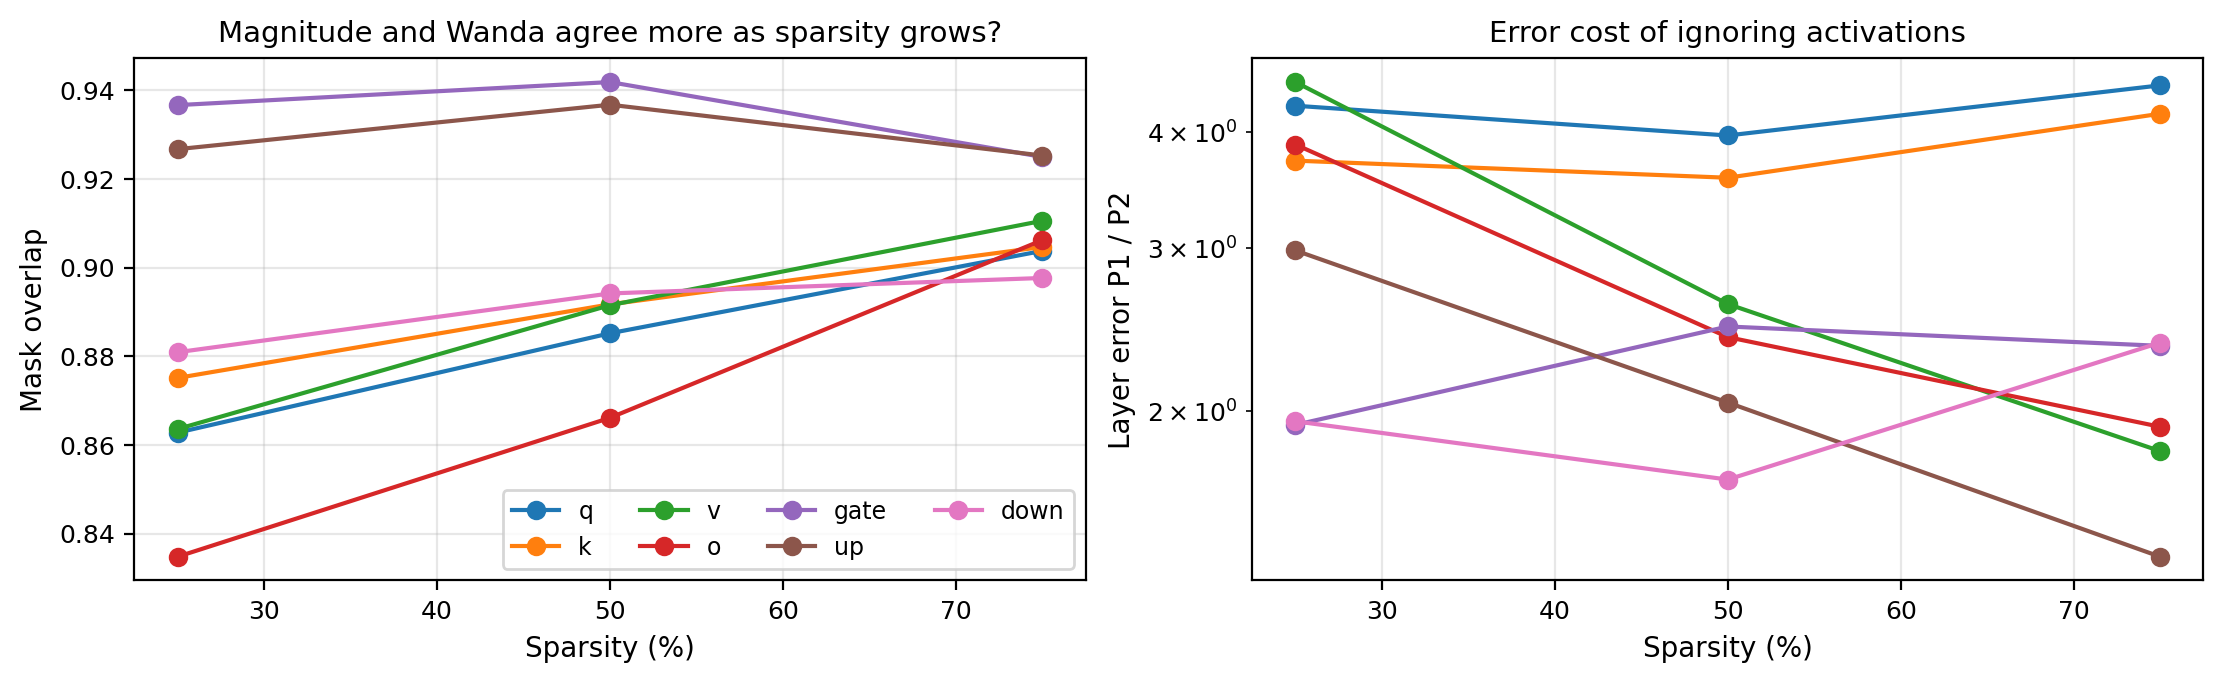 Magnitude and Wanda agree more as sparsity grows?
Mask overlap
0.94
0.92
0.90
0.88
0.86
0.84
30 40 50 60 70
Sparsity (%)
q v gate down
k o up
Error cost of ignoring activations
Layer error P1 / P2
4 × 10⁰
3 × 10⁰
2 × 10⁰
30 40 50 60 70
Sparsity (%)